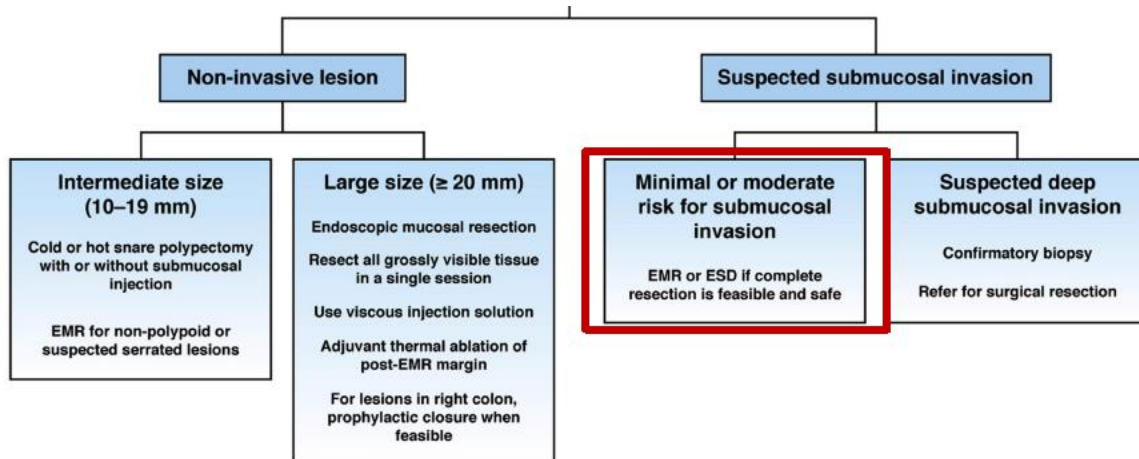 Non-invasive lesion
Suspected submucosal invasion
Intermediate size
(10–19 mm)
Cold or hot snare polypectomy
with or without submucosal
injection
EMR for non-polypoid or
suspected serrated lesions
Large size (≥ 20 mm)
Endoscopic mucosal resection
Resect all grossly visible tissue
in a single session
Use viscous injection solution
Adjuvant thermal ablation of
post-EMR margin
For lesions in right colon,
prophylactic closure when
feasible
Minimal or moderate
risk for submucosal
invasion
EMR or ESD if complete
resection is feasible and safe
Suspected deep
submucosal invasion
Confirmatory biopsy
Refer for surgical resection